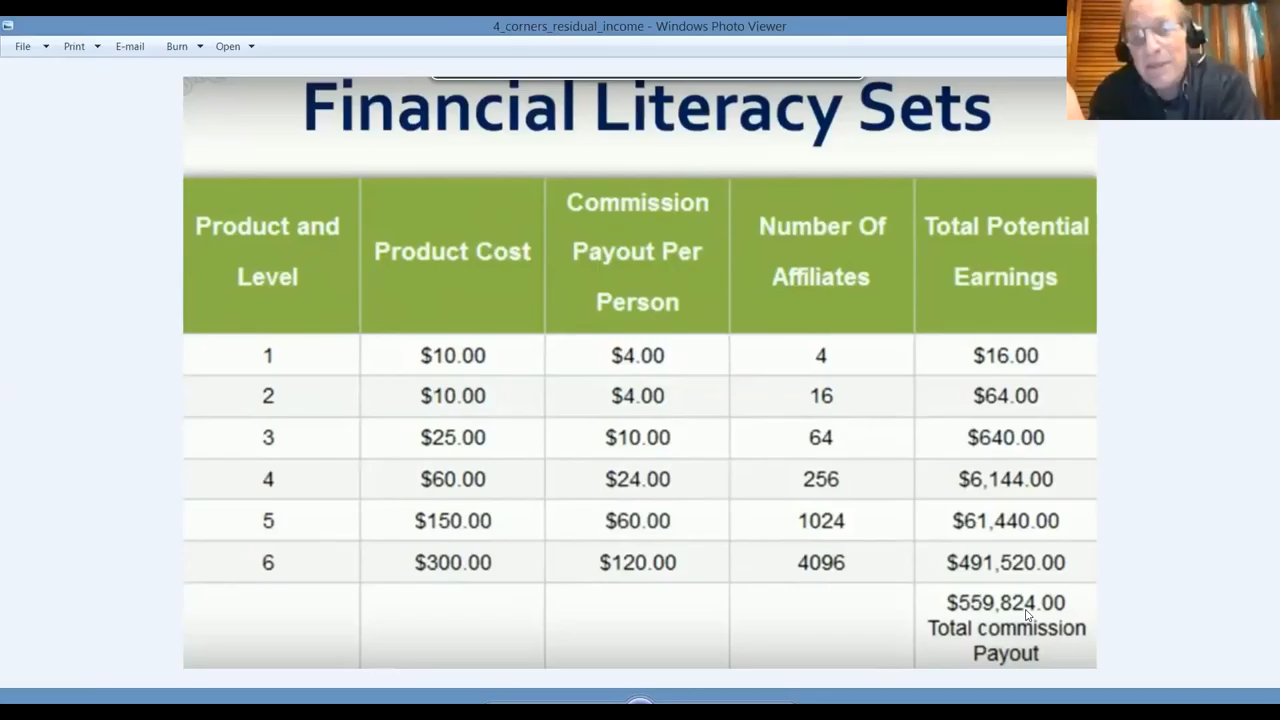 4_corners_residual_income - Windows Photo Viewer
File Print E-mail Burn Open
Financial Literacy Sets
Product and Level Product Cost Commission Payout Per Person Number Of Affiliates Total Potential Earnings
1 $10.00 $4.00 4 $16.00
2 $10.00 $4.00 16 $64.00
3 $25.00 $10.00 64 $640.00
4 $60.00 $24.00 256 $6,144.00
5 $150.00 $60.00 1024 $61,440.00
6 $300.00 $120.00 4096 $491,520.00
$559,824.00
Total commission
Payout